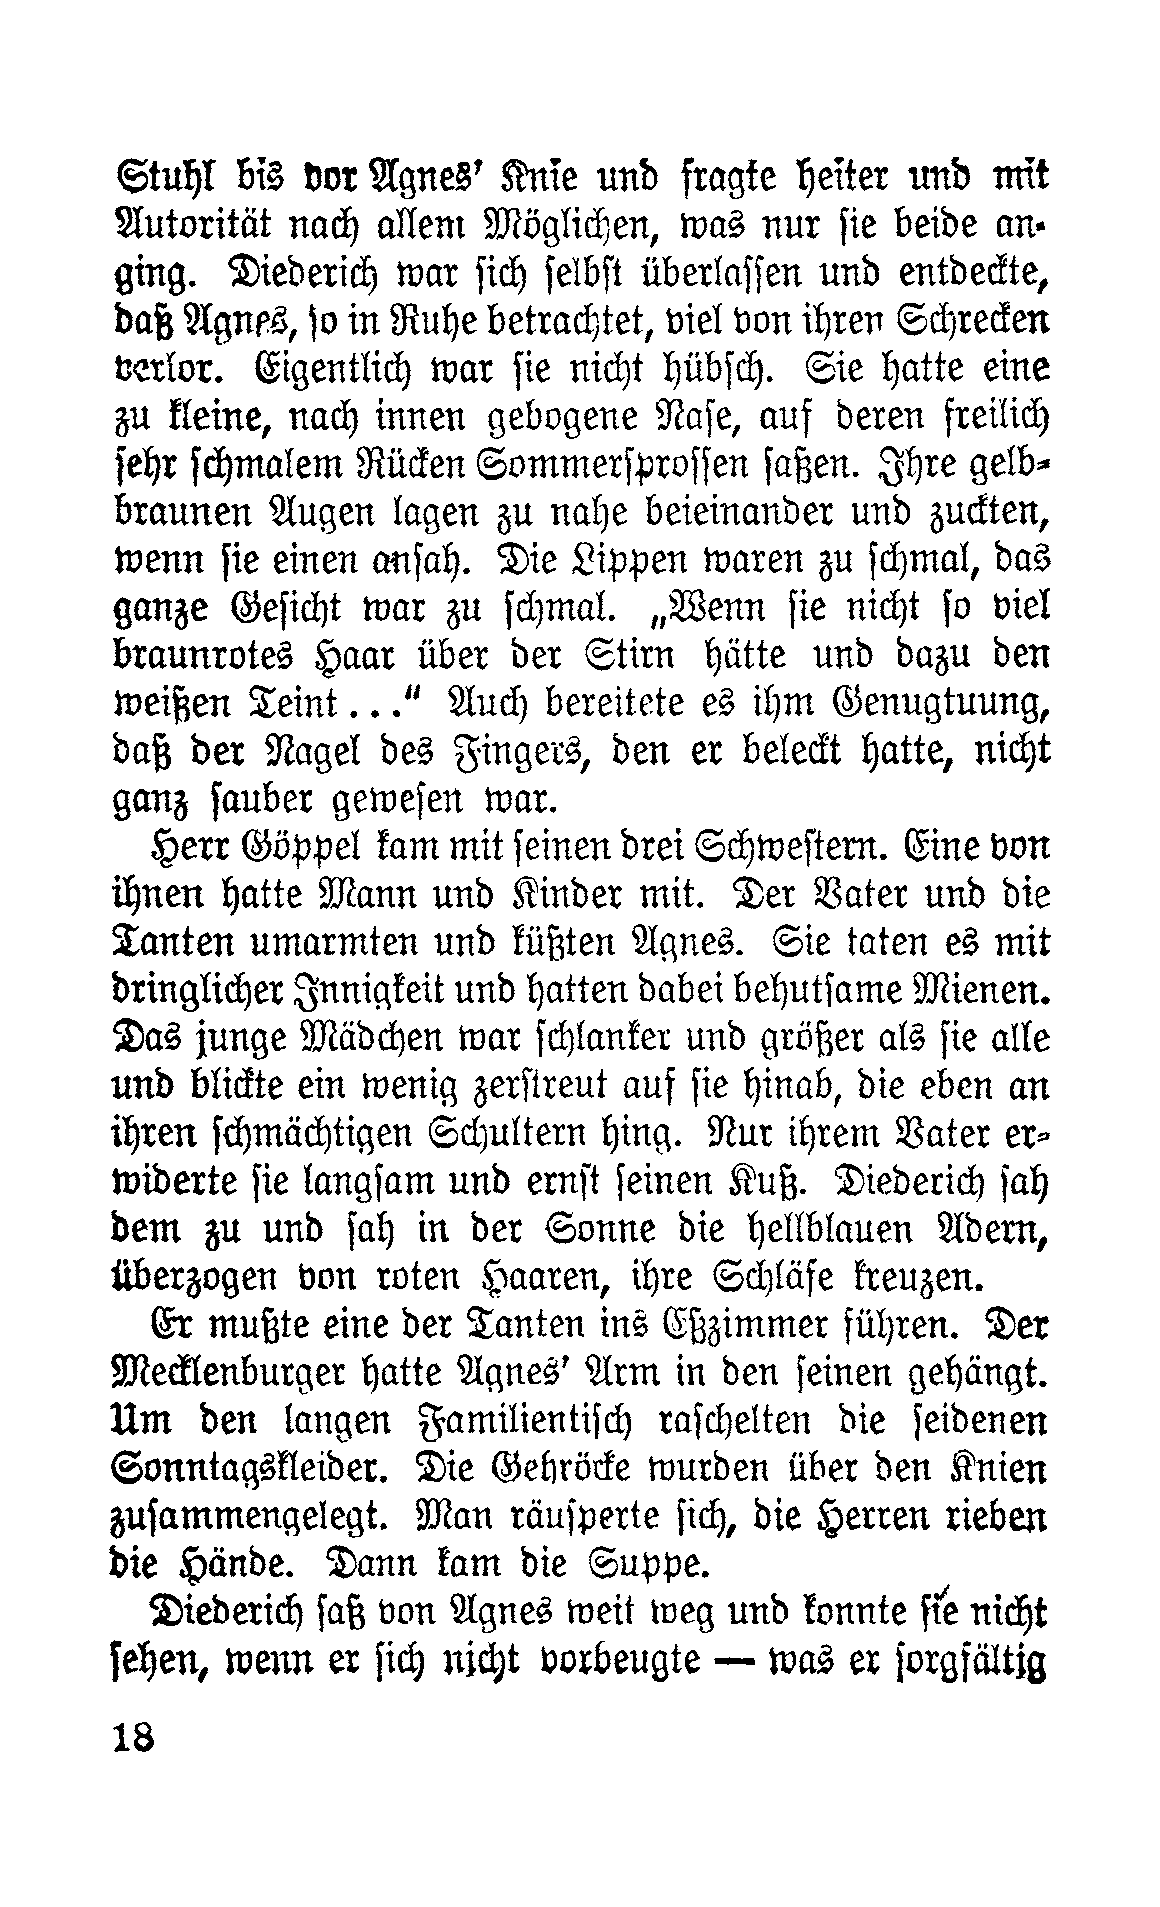 Stuhl bis vor Agnes' Knie und fragte heiter und mit
Autorität nach allem Möglichen, was nur sie beide an-
ging. Diederich war sich selbst überlassen und entdeckte,
daß Agnes, so in Ruhe betrachtet, viel von ihren Schrecken
verlor. Eigentlich war sie nicht hübsch. Sie hatte eine
zu kleine, nach innen gebogene Nase, auf deren freilich
sehr schmalem Rücken Sommersprossen saßen. Ihre gelb-
braunen Augen lagen zu nahe beieinander und zuckten,
wenn sie einen ansah. Die Lippen waren zu schmal, das
ganze Gesicht war zu schmal. „Wenn sie nicht so viel
braunrotes Haar über der Stirn hätte und dazu den
weißen Teint . . .“ Auch bereitete es ihm Genugtuung,
daß der Nagel des Fingers, den er beleckt hatte, nicht
ganz sauber gewesen war.
Herr Göppel kam mit seinen drei Schwestern. Eine von
ihnen hatte Mann und Kinder mit. Der Vater und die
Tanten umarmten und küßten Agnes. Sie taten es mit
dringlicher Innigkeit und hatten dabei behutsame Mienen.
Das junge Mädchen war schlanker und größer als sie alle
und blickte ein wenig zerstreut auf sie hinab, die eben an
ihren schmächtigen Schultern hing. Nur ihrem Vater er-
widerte sie langsam und ernst seinen Kuß. Diederich sah
dem zu und sah in der Sonne die hellblauen Adern,
überzogen von roten Haaren, ihre Schläfe kreuzen.
Er mußte eine der Tanten ins Eßzimmer führen. Der
Mecklenburger hatte Agnes' Arm in den seinen gehängt.
Um den langen Familientisch raschelten die seidenen
Sonntagskleider. Die Gehröcke wurden über den Knien
zusammengelegt. Man räusperte sich, die Herren rieben
die Hände. Dann kam die Suppe.
Diederich saß von Agnes weit weg und konnte sie nicht
sehen, wenn er sich nicht vorbeugte — was er sorgfältig
18